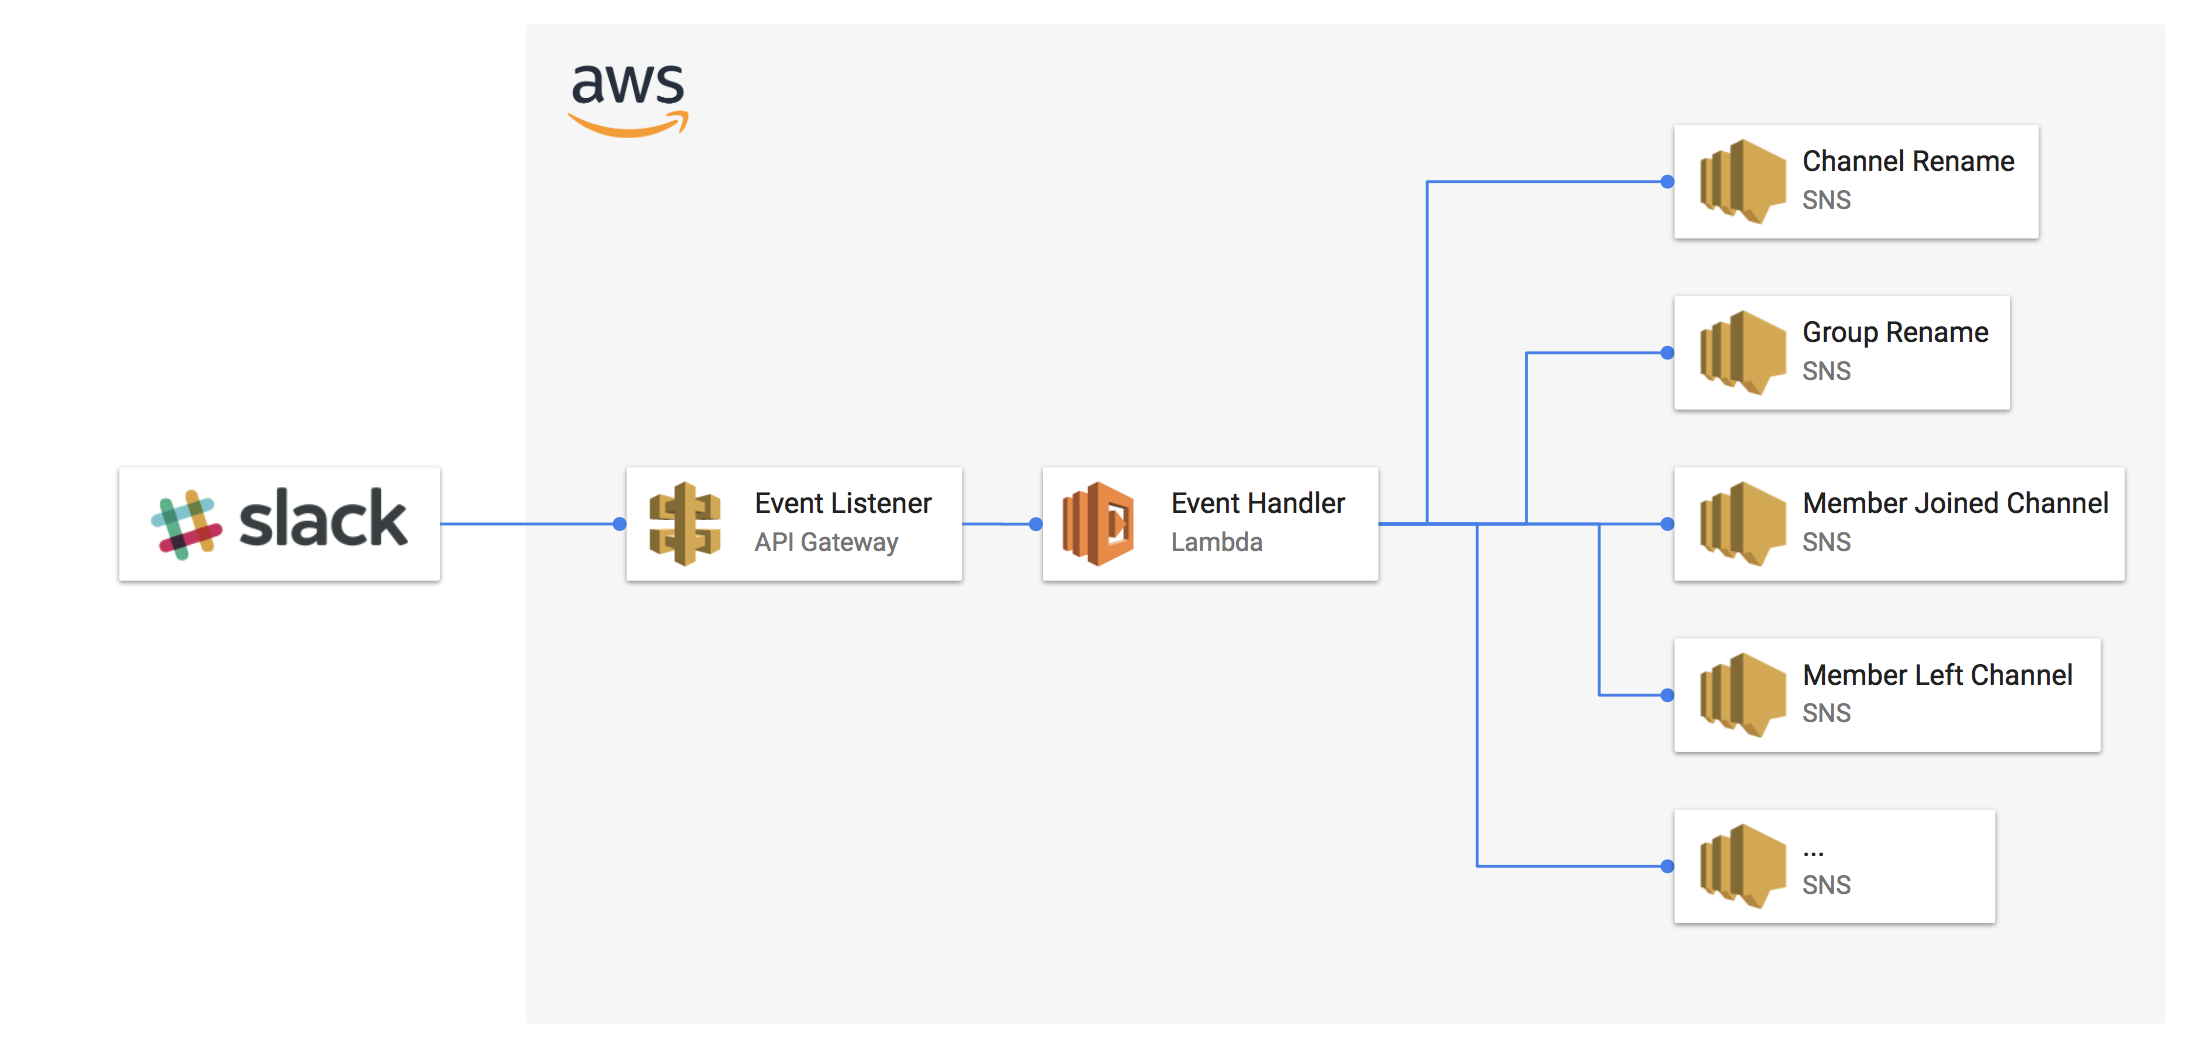 aws
slack
Event Listener
API Gateway
Event Handler
Lambda
Channel Rename
SNS
Group Rename
SNS
Member Joined Channel
SNS
Member Left Channel
SNS
...
SNS